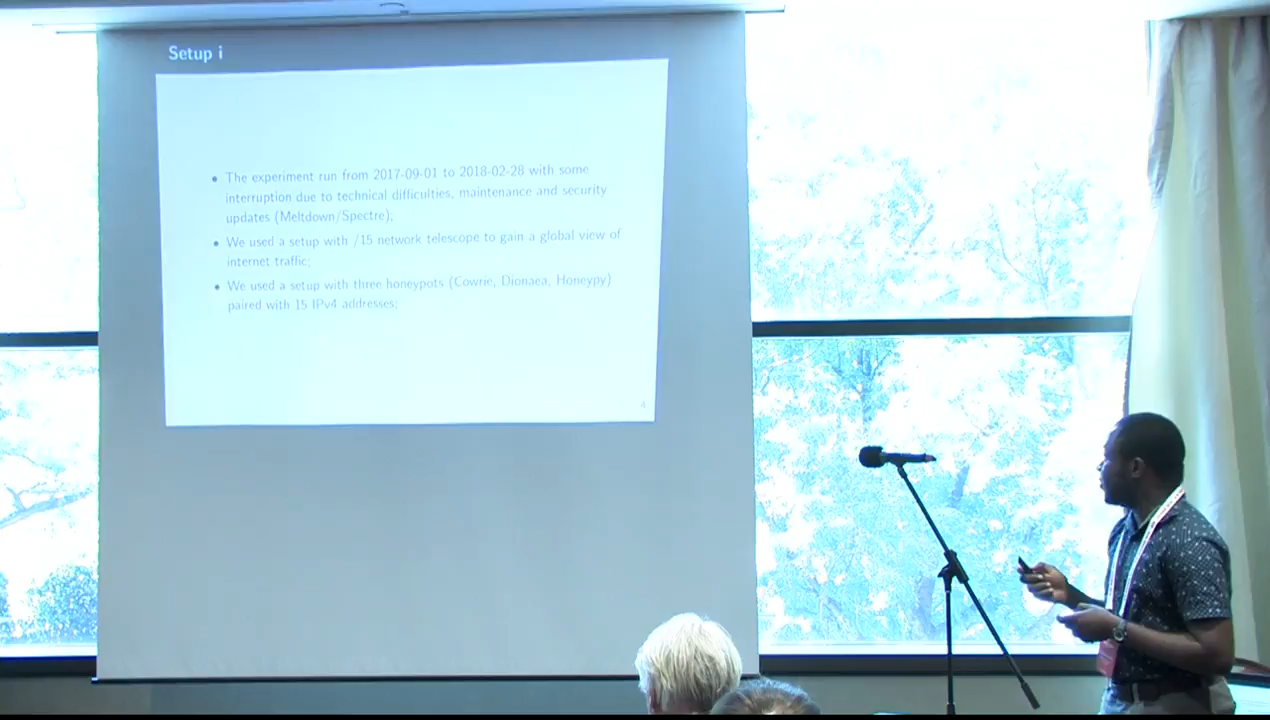 Setup i
• The experiment run from 2017-09-01 to 2018-02-28 with some
interruption due to technical difficulties, maintenance and security
updates (Meltdown/Spectre);
• We used a setup with /15 network telescope to gain a global view of
internet traffic;
• We used a setup with three honeypots (Cowrie, Dionaea, Honeypy)
paired with 15 IPv4 addresses;
4